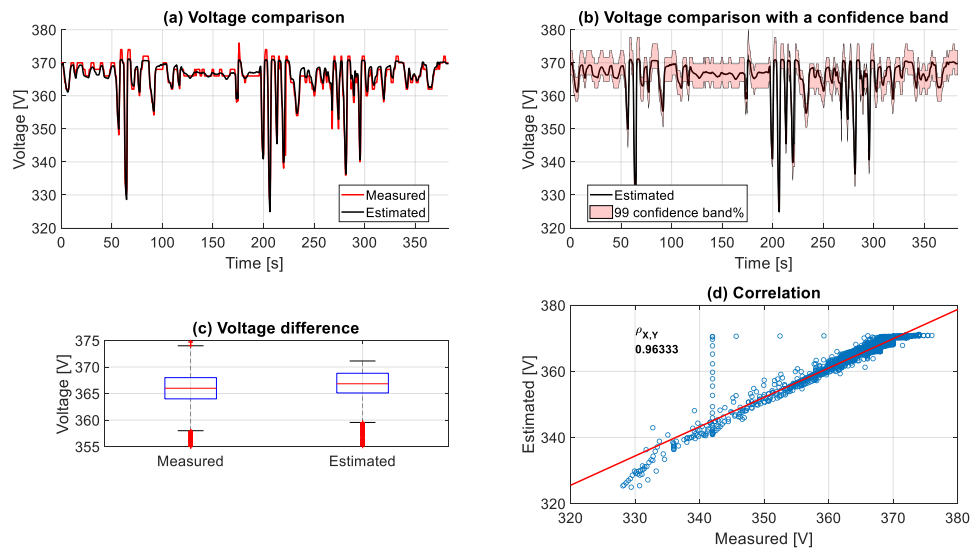 (a) Voltage comparison
380
370
360
350
340
330
320
Voltage [V]
0 50 100 150 200 250 300 350
Time [s]
Measured
Estimated
(b) Voltage comparison with a confidence band
380
370
360
350
340
330
320
Voltage [V]
0 50 100 150 200 250 300 350
Time [s]
Estimated
99 confidence band%
(c) Voltage difference
375
370
365
360
355
Voltage [V]
Measured Estimated
(d) Correlation
380
360
340
320
Estimated [V]
ρX,Y
0.96333
320 330 340 350 360 370 380
Measured [V]